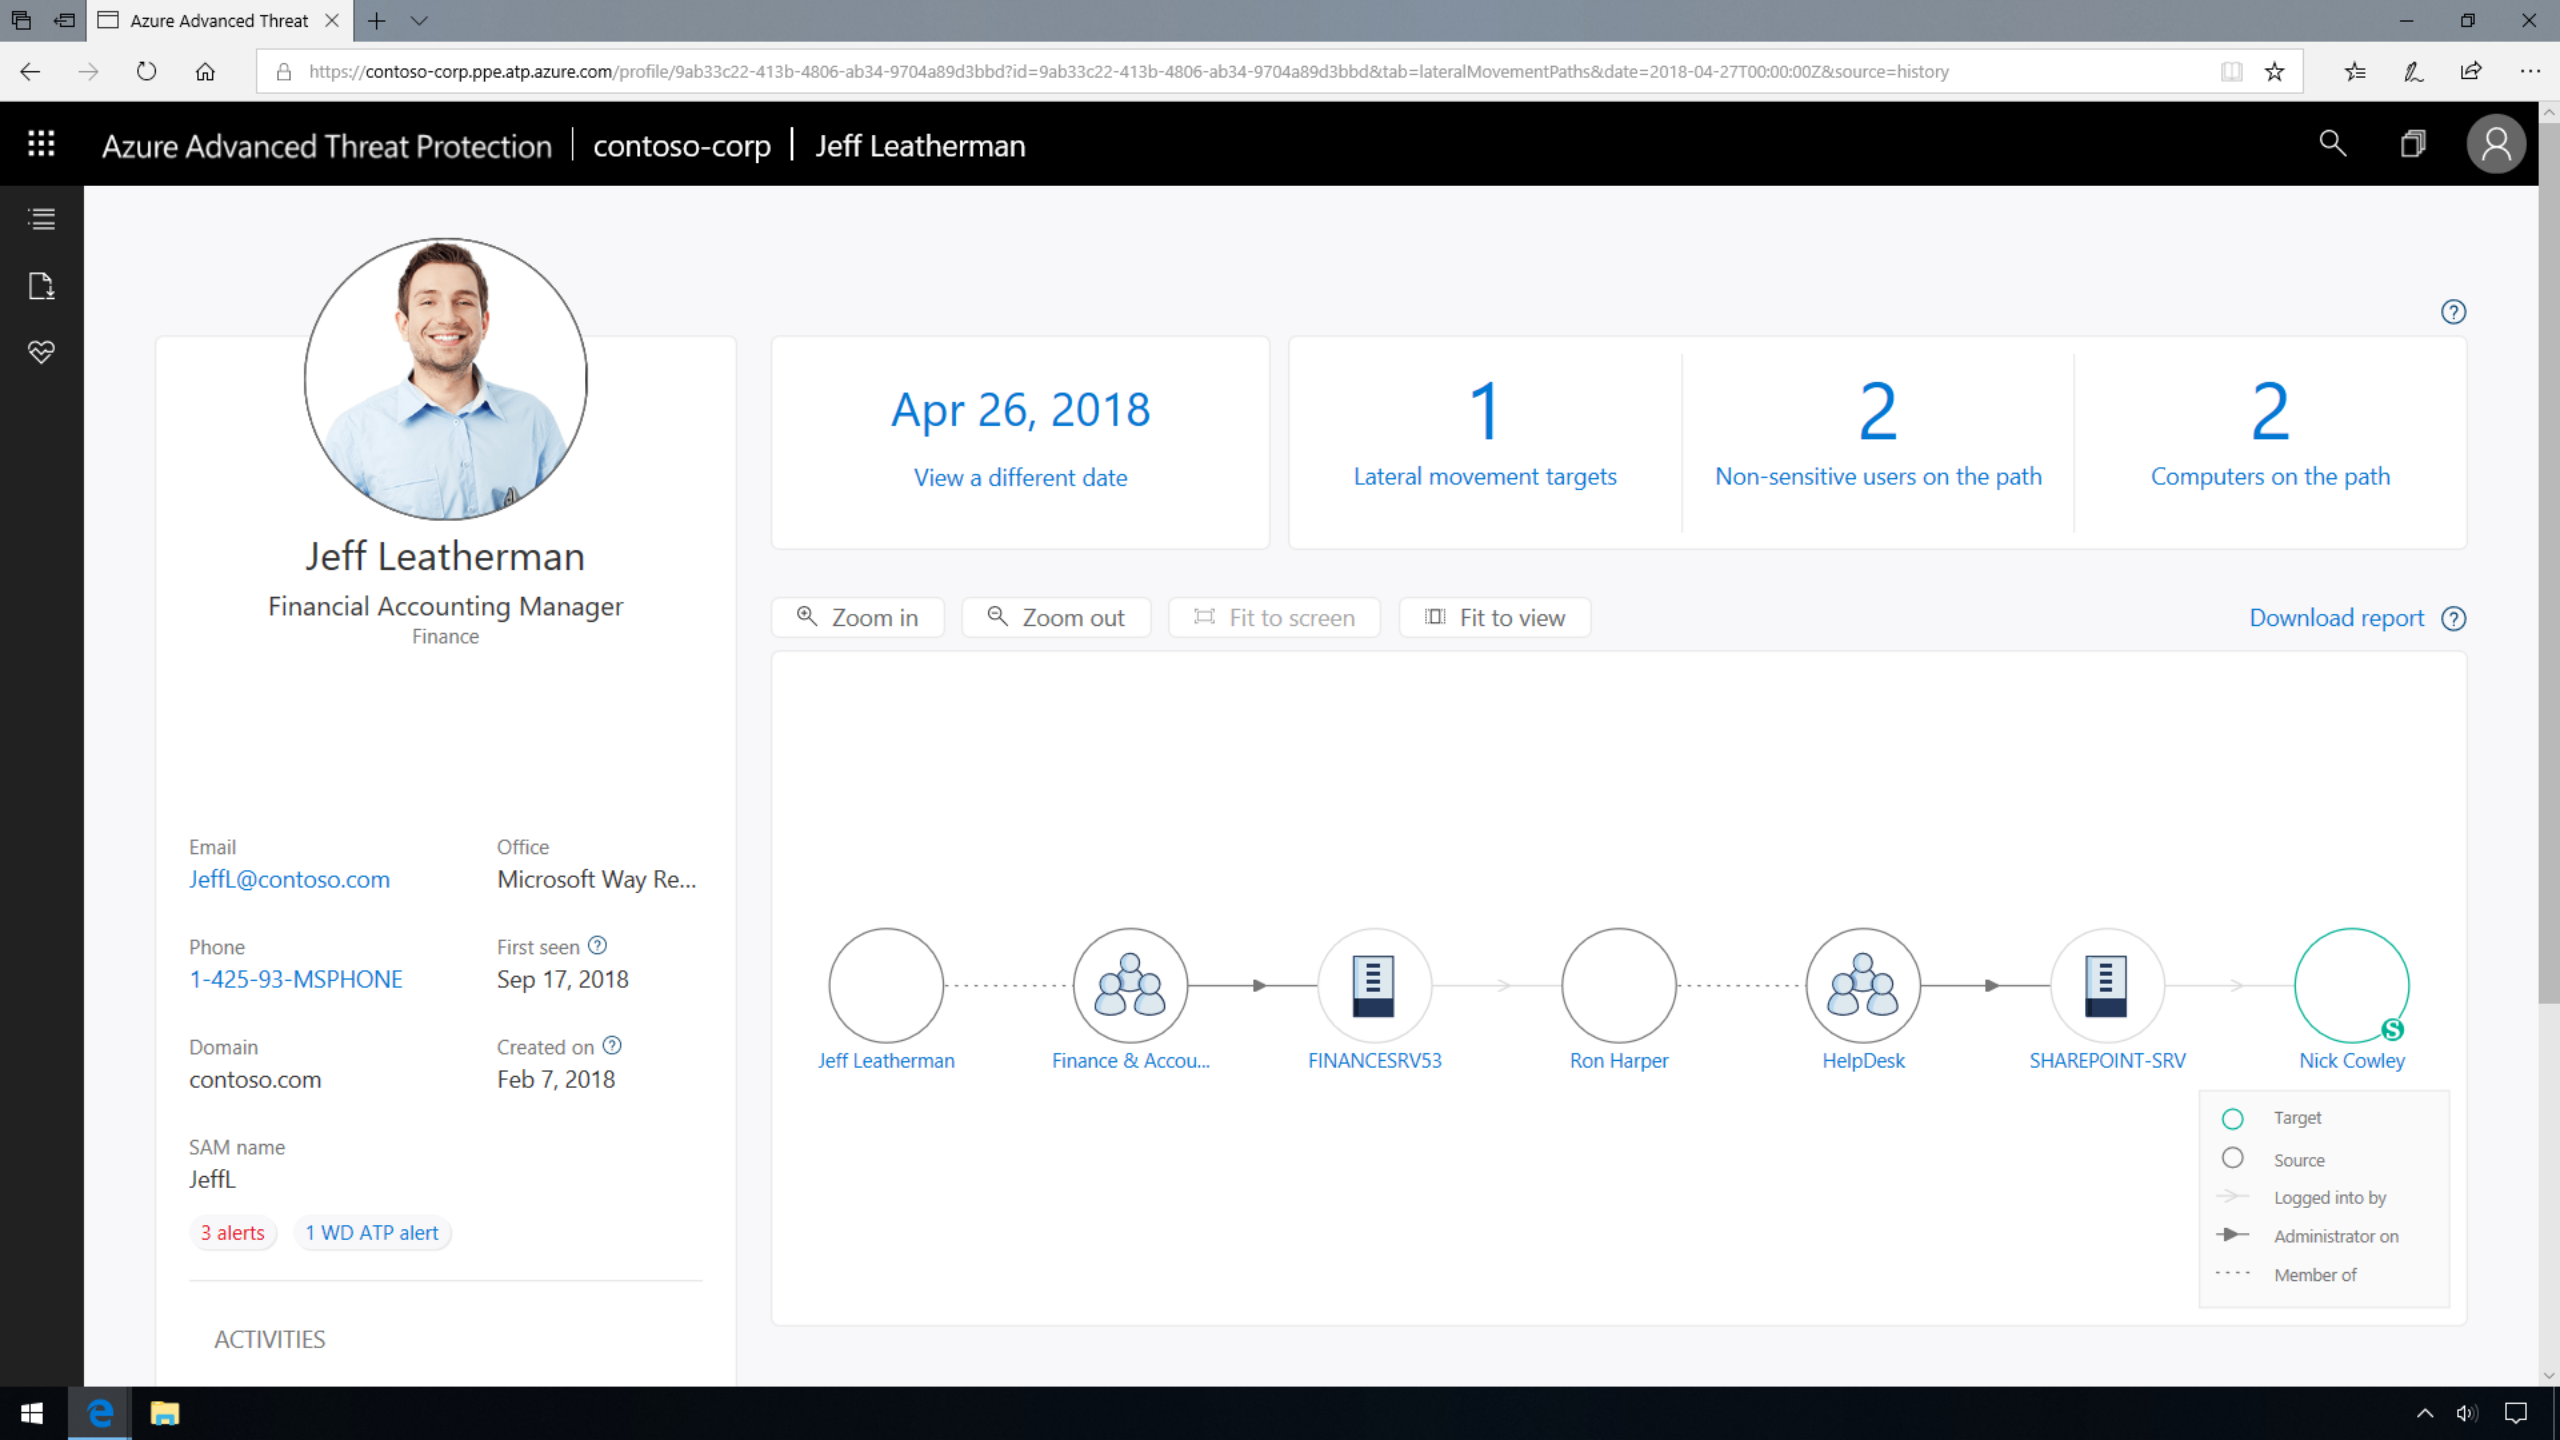 Azure Advanced Threat
https://contoso-corp.ppe.atp.azure.com/profile/9ab33c22-413b-4806-ab34-9704a89d3bbd?id=9ab33c22-413b-4806-ab34-9704a89d3bbd&tab=lateralMovementPaths&date=2018-04-27T00:00:00Z&source=history
Azure Advanced Threat Protection | contoso-corp | Jeff Leatherman
Jeff Leatherman
Financial Accounting Manager
Finance
Email
JeffL@contoso.com
Office
Microsoft Way Re...
Phone
1-425-93-MSPHONE
First seen ?
Sep 17, 2018
Domain
contoso.com
Created on ?
Feb 7, 2018
SAM name
JeffL
3 alerts
1 WD ATP alert
ACTIVITIES
?
Apr 26, 2018
View a different date
1
Lateral movement targets
2
Non-sensitive users on the path
2
Computers on the path
Zoom in
Zoom out
Fit to screen
Fit to view
Download report ?
Jeff Leatherman
Finance & Accou...
FINANCESRV53
Ron Harper
HelpDesk
SHAREPOINT-SRV
S
Nick Cowley
Target
Source
Logged into by
Administrator on
Member of